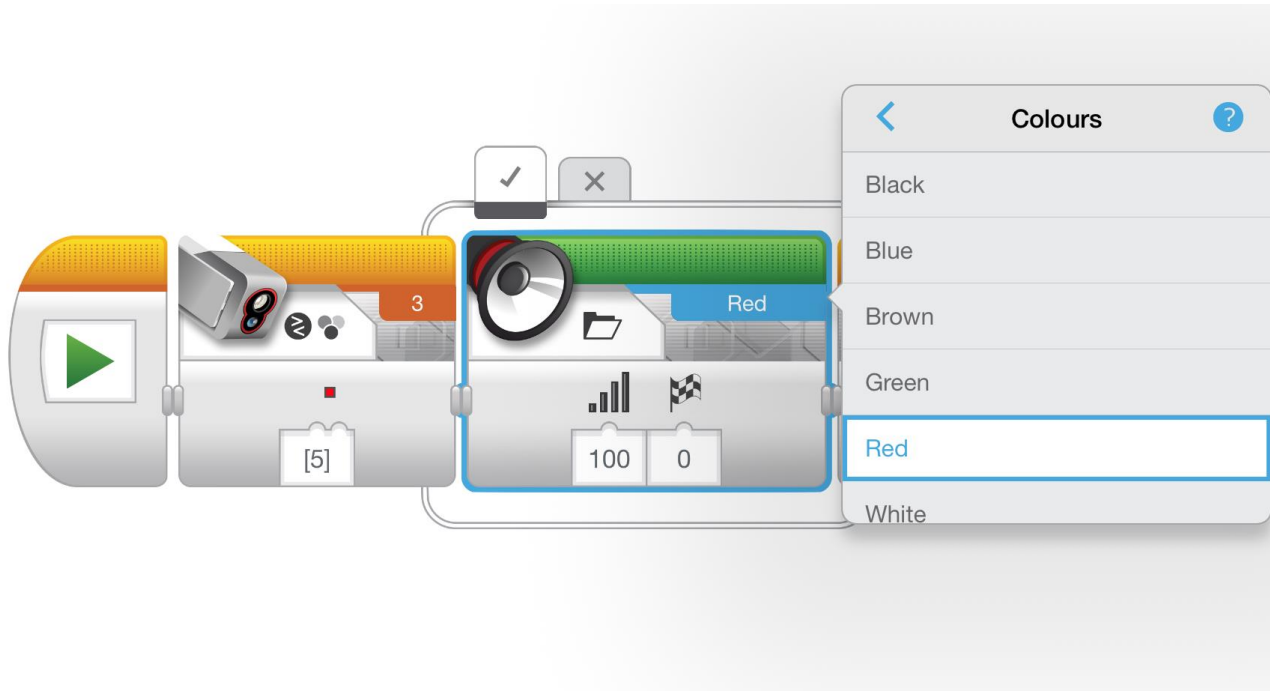 Colours
?
Black
Blue
Brown
Green
Red
White
3
[5]
Red
100 0